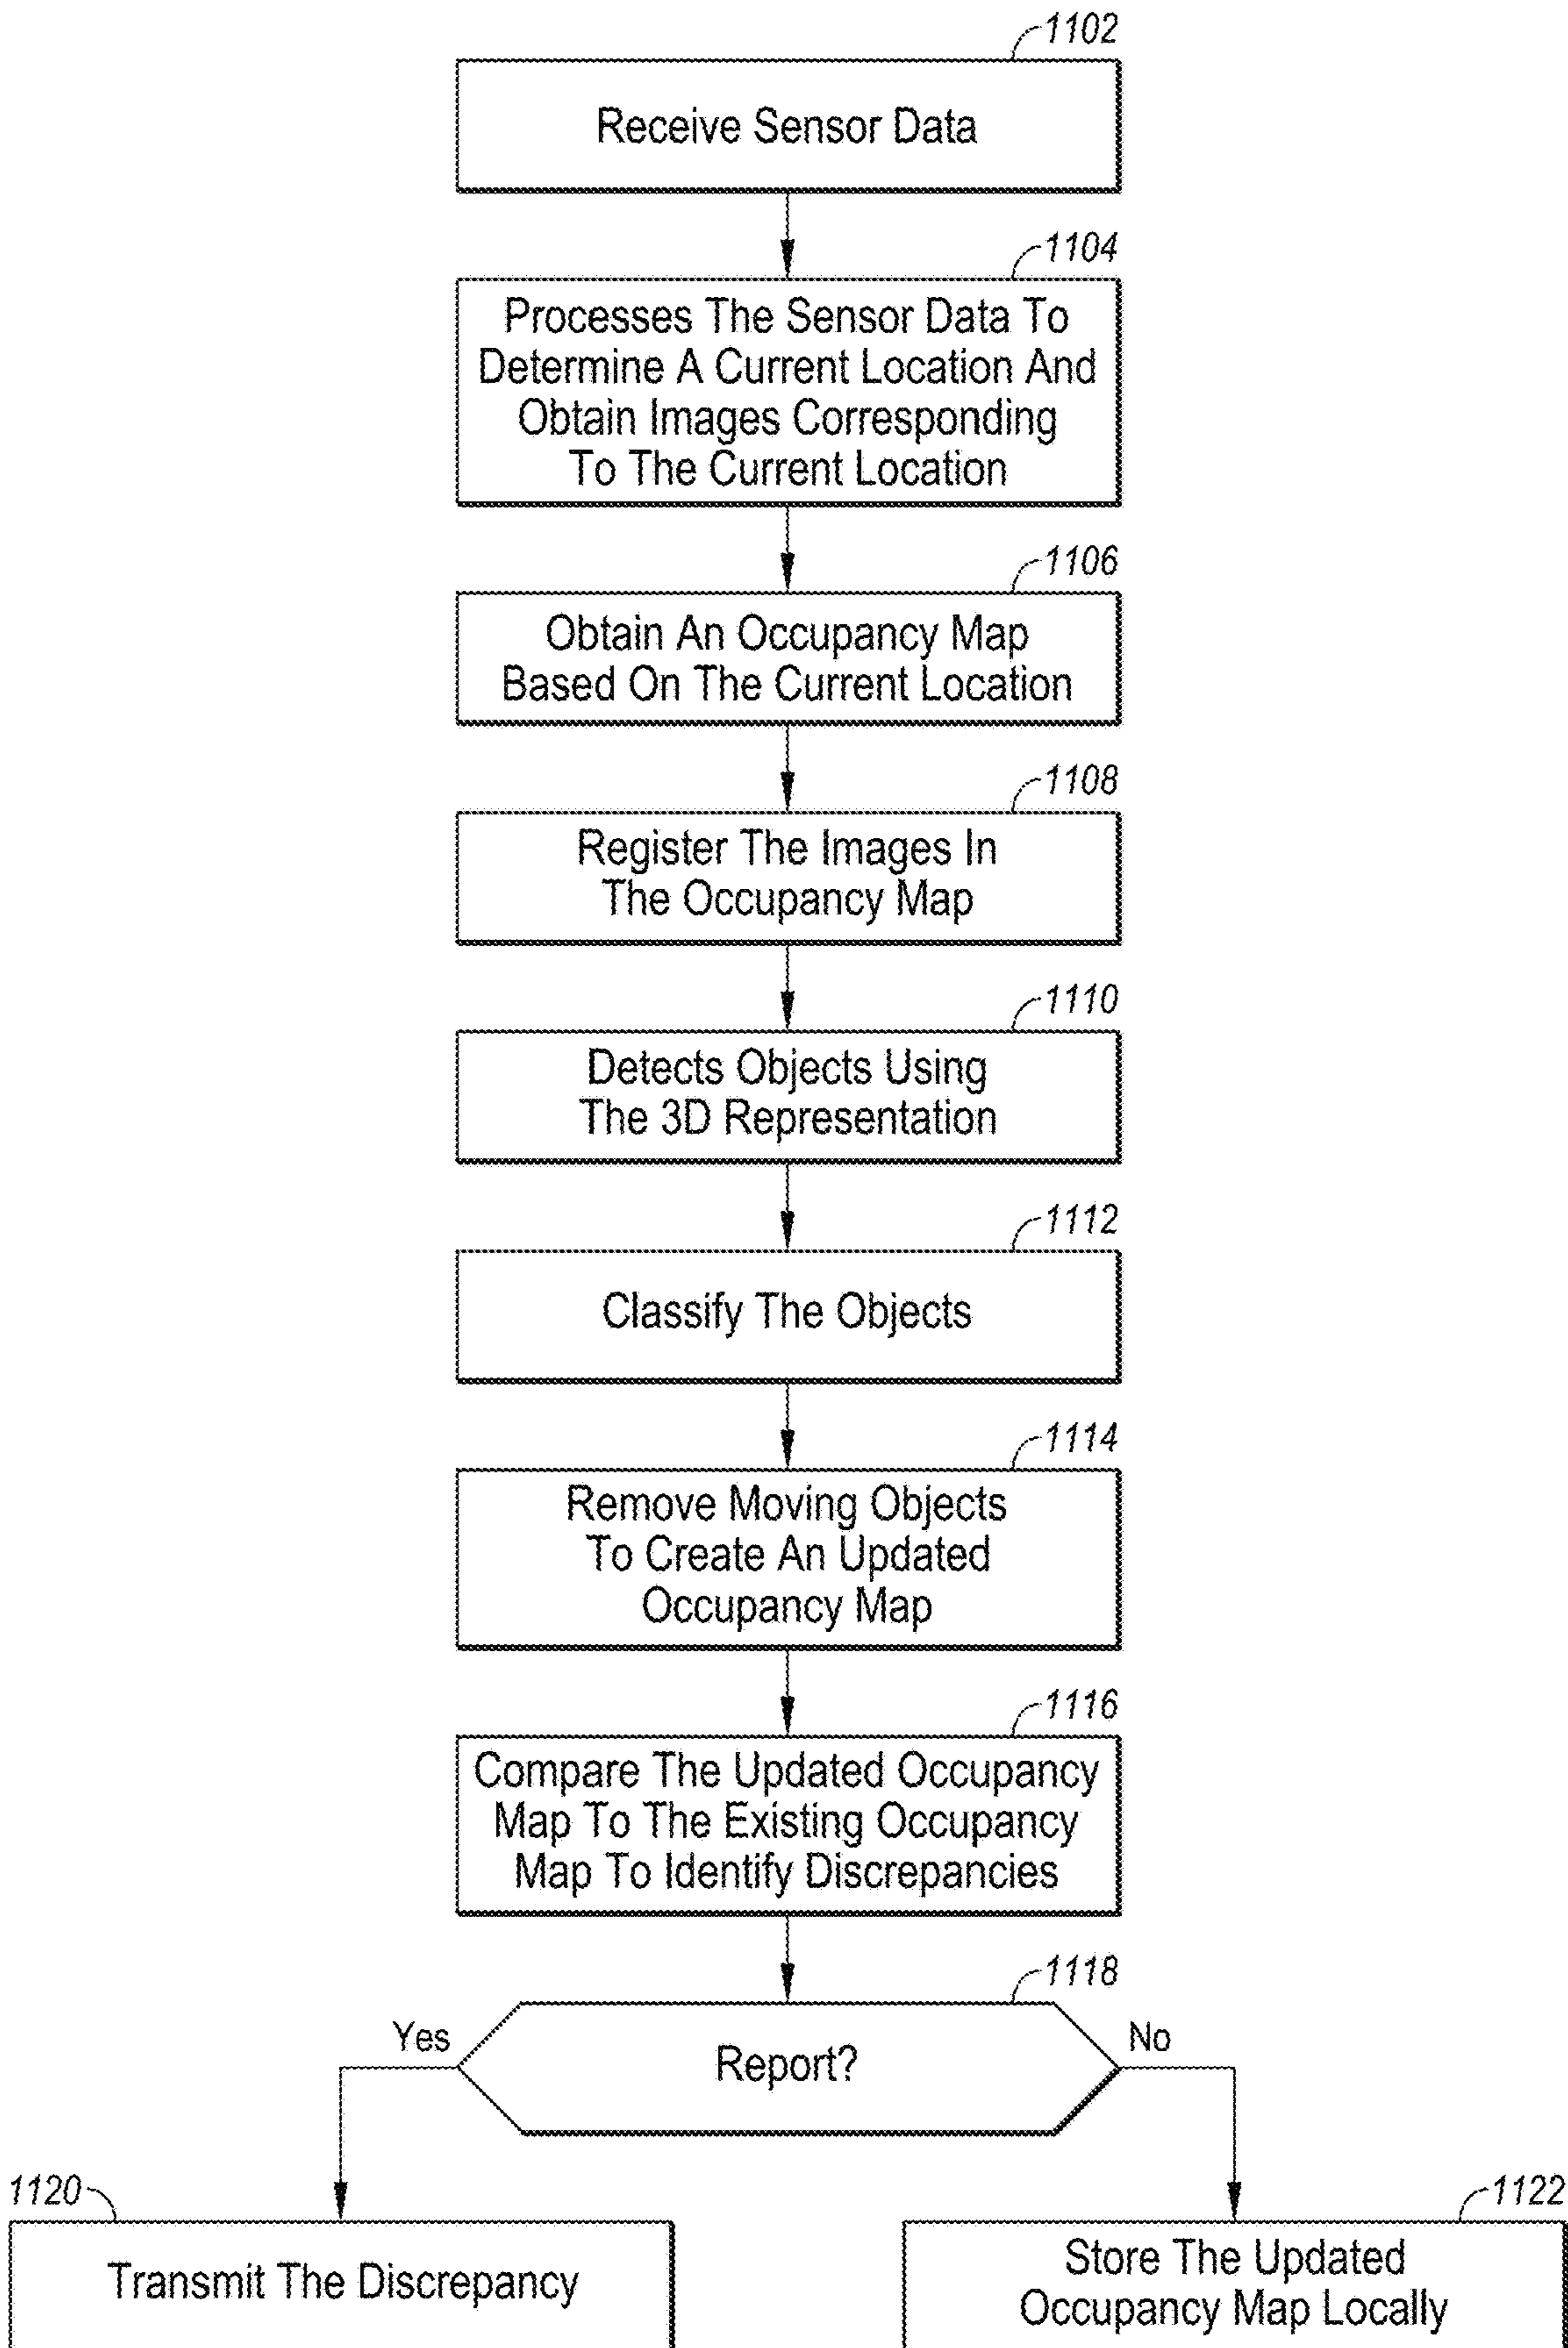 1102
Receive Sensor Data
1104
Processes The Sensor Data To
Determine A Current Location And
Obtain Images Corresponding
To The Current Location
1106
Obtain An Occupancy Map
Based On The Current Location
1108
Register The Images In
The Occupancy Map
1110
Detects Objects Using
The 3D Representation
1112
Classify The Objects
1114
Remove Moving Objects
To Create An Updated
Occupancy Map
1116
Compare The Updated Occupancy
Map To The Existing Occupancy
Map To Identify Discrepancies
1118
Yes
Report?
No
1120
Transmit The Discrepancy
1122
Store The Updated
Occupancy Map Locally